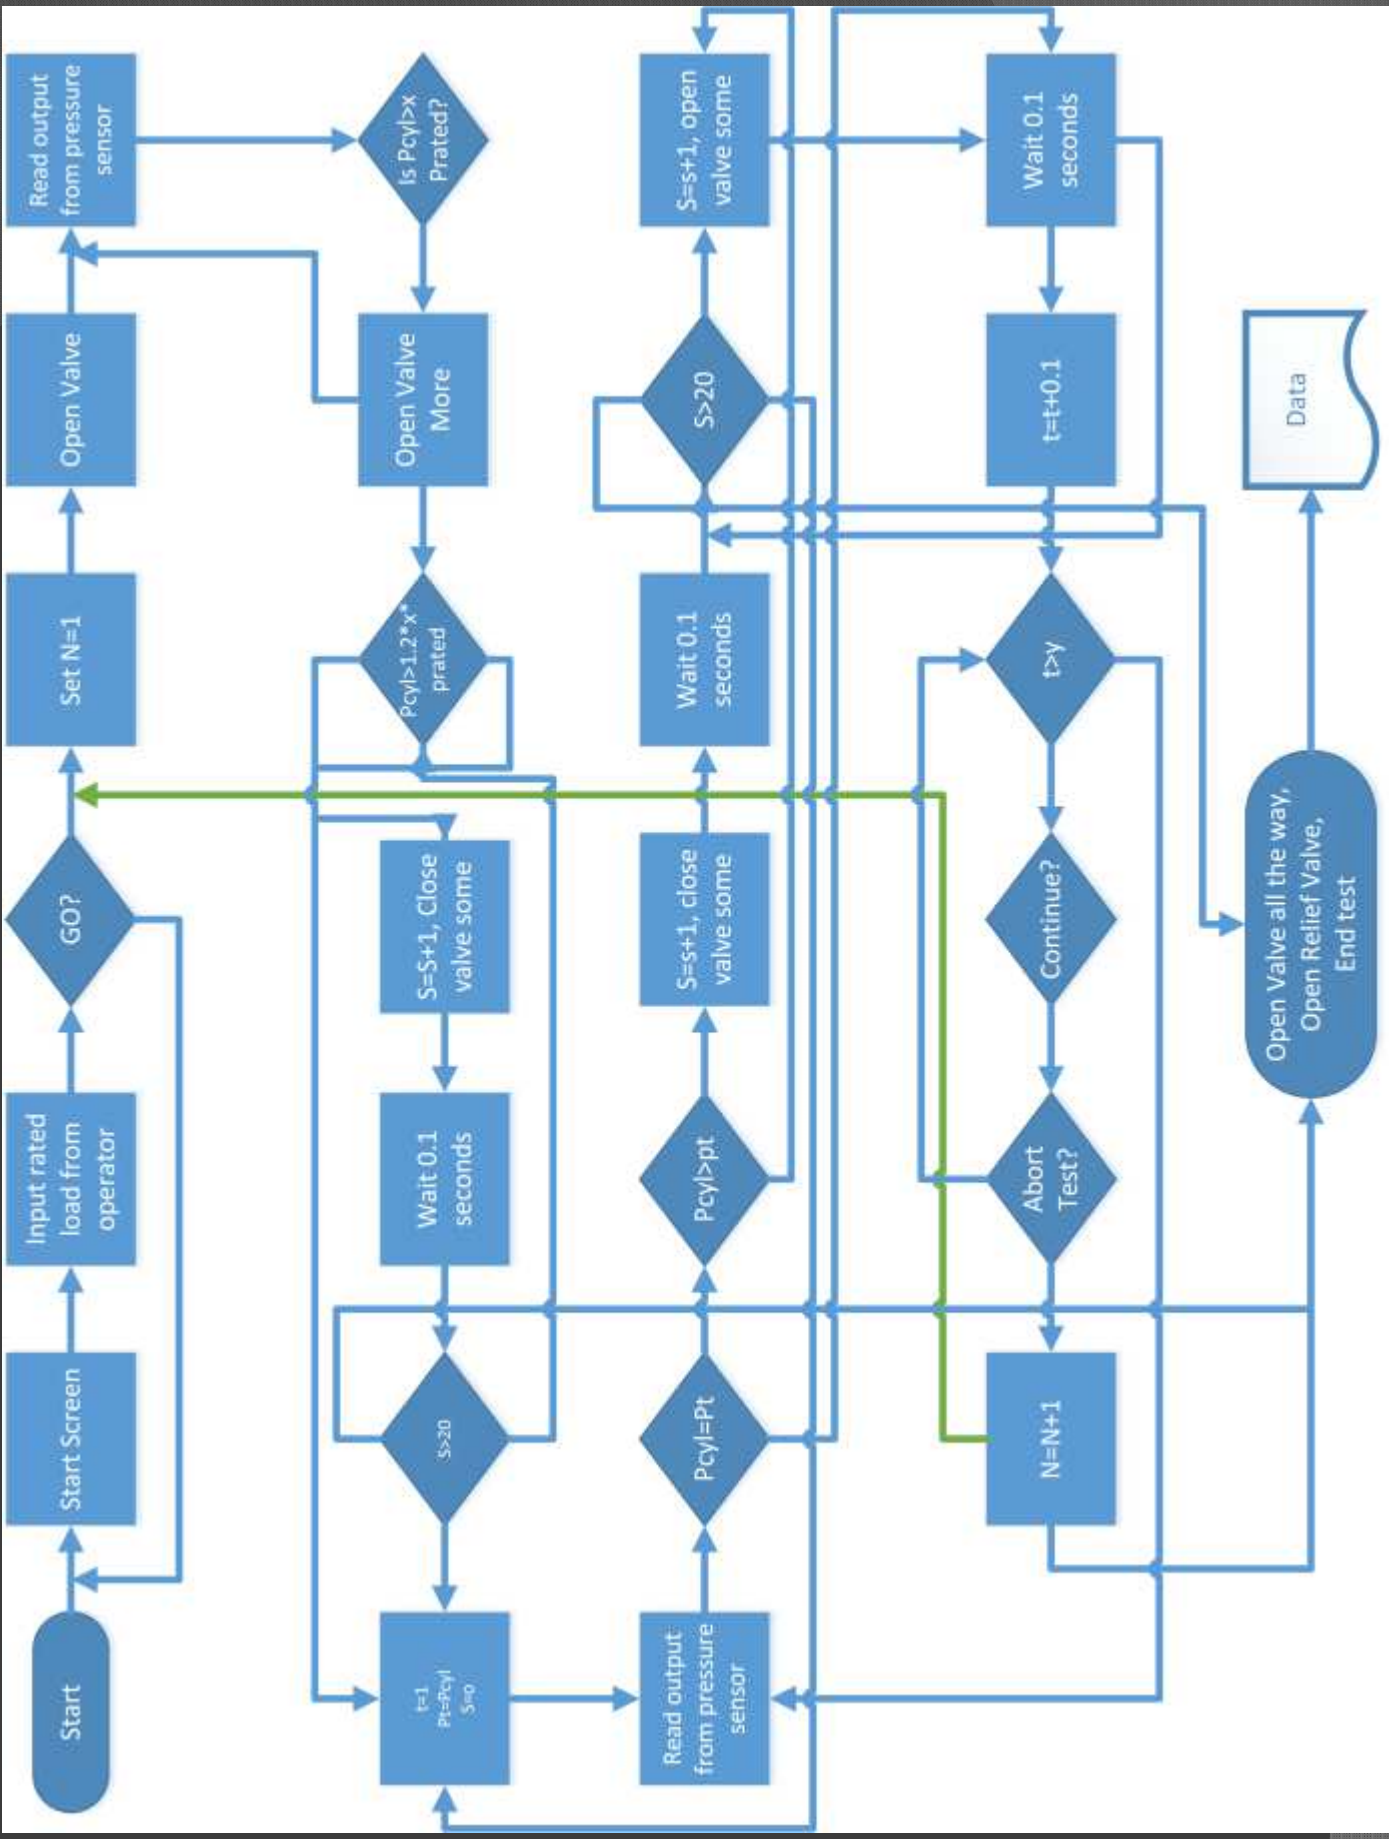 Start
Start Screen
Input rated
load from
operator
GO?
Set N=1
Open Valve
Read output
from pressure
sensor
Is Pcyl>x
Prated?
Open Valve
More
Pcyl>1.2*x*
prated
S=S+1, Close
valve some
Wait 0.1
seconds
S>20
t=1
Pt=Pcyl
S=o
Read output
from pressure
sensor
Pcyl=Pt
Pcyl>pt
S=s+1, close
valve some
Wait 0.1
seconds
S>20
S=s+1, open
valve some
Wait 0.1
seconds
t=t+0.1
t>y
Continue?
Abort
Test?
N=N+1
Open Valve all the way,
Open Relief Valve,
End test
Data